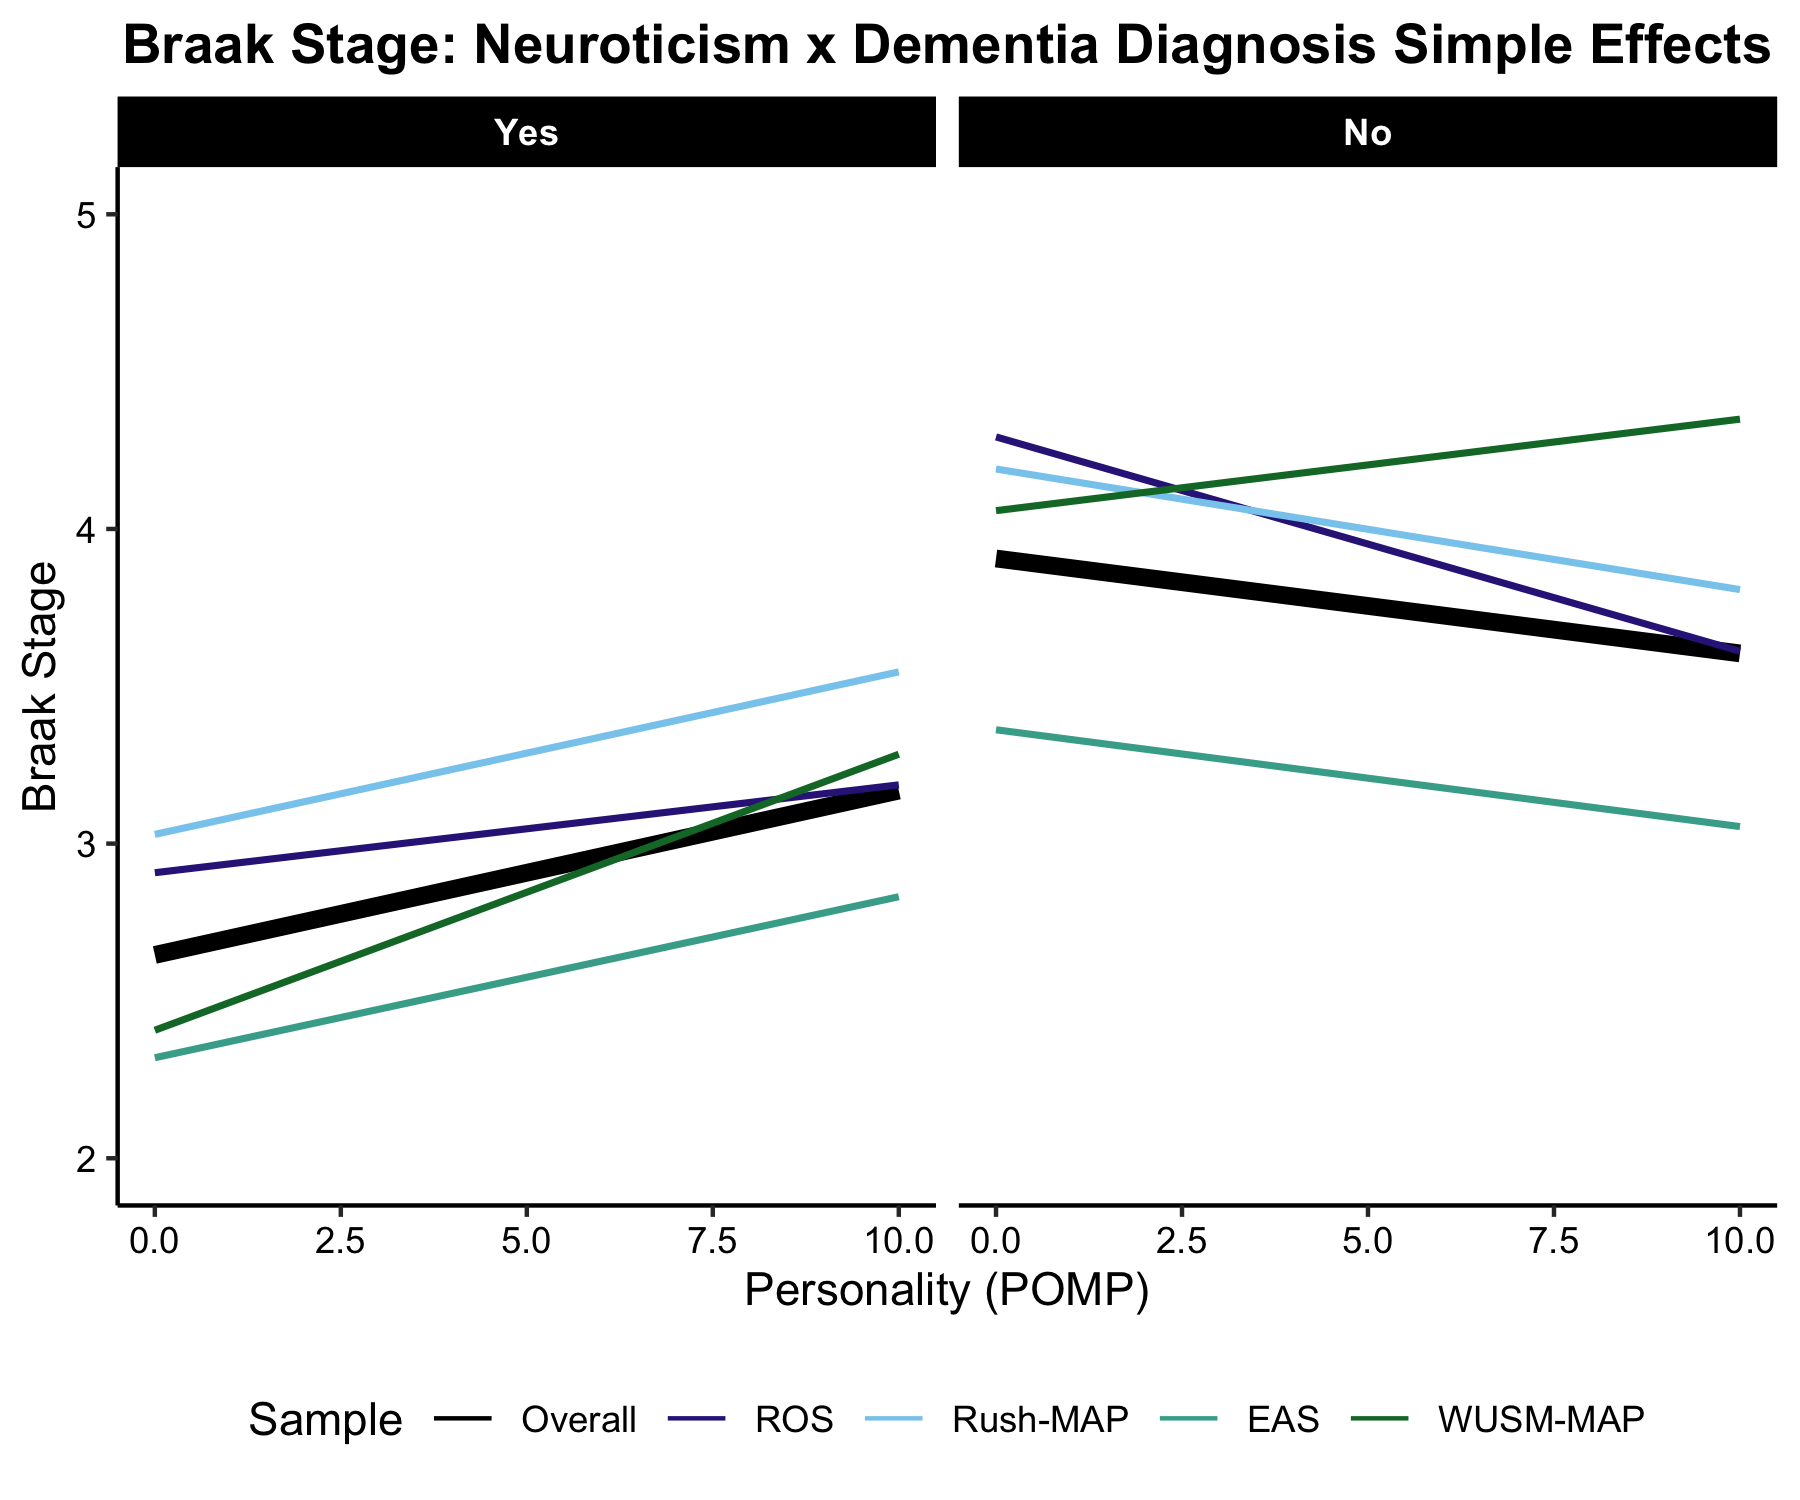 Braak Stage: Neuroticism x Dementia Diagnosis Simple Effects
Yes
No
Braak Stage
5
4
3
2
0.0 2.5 5.0 7.5 10.0
0.0 2.5 5.0 7.5 10.0
Personality (POMP)
Sample Overall ROS Rush-MAP EAS WUSM-MAP